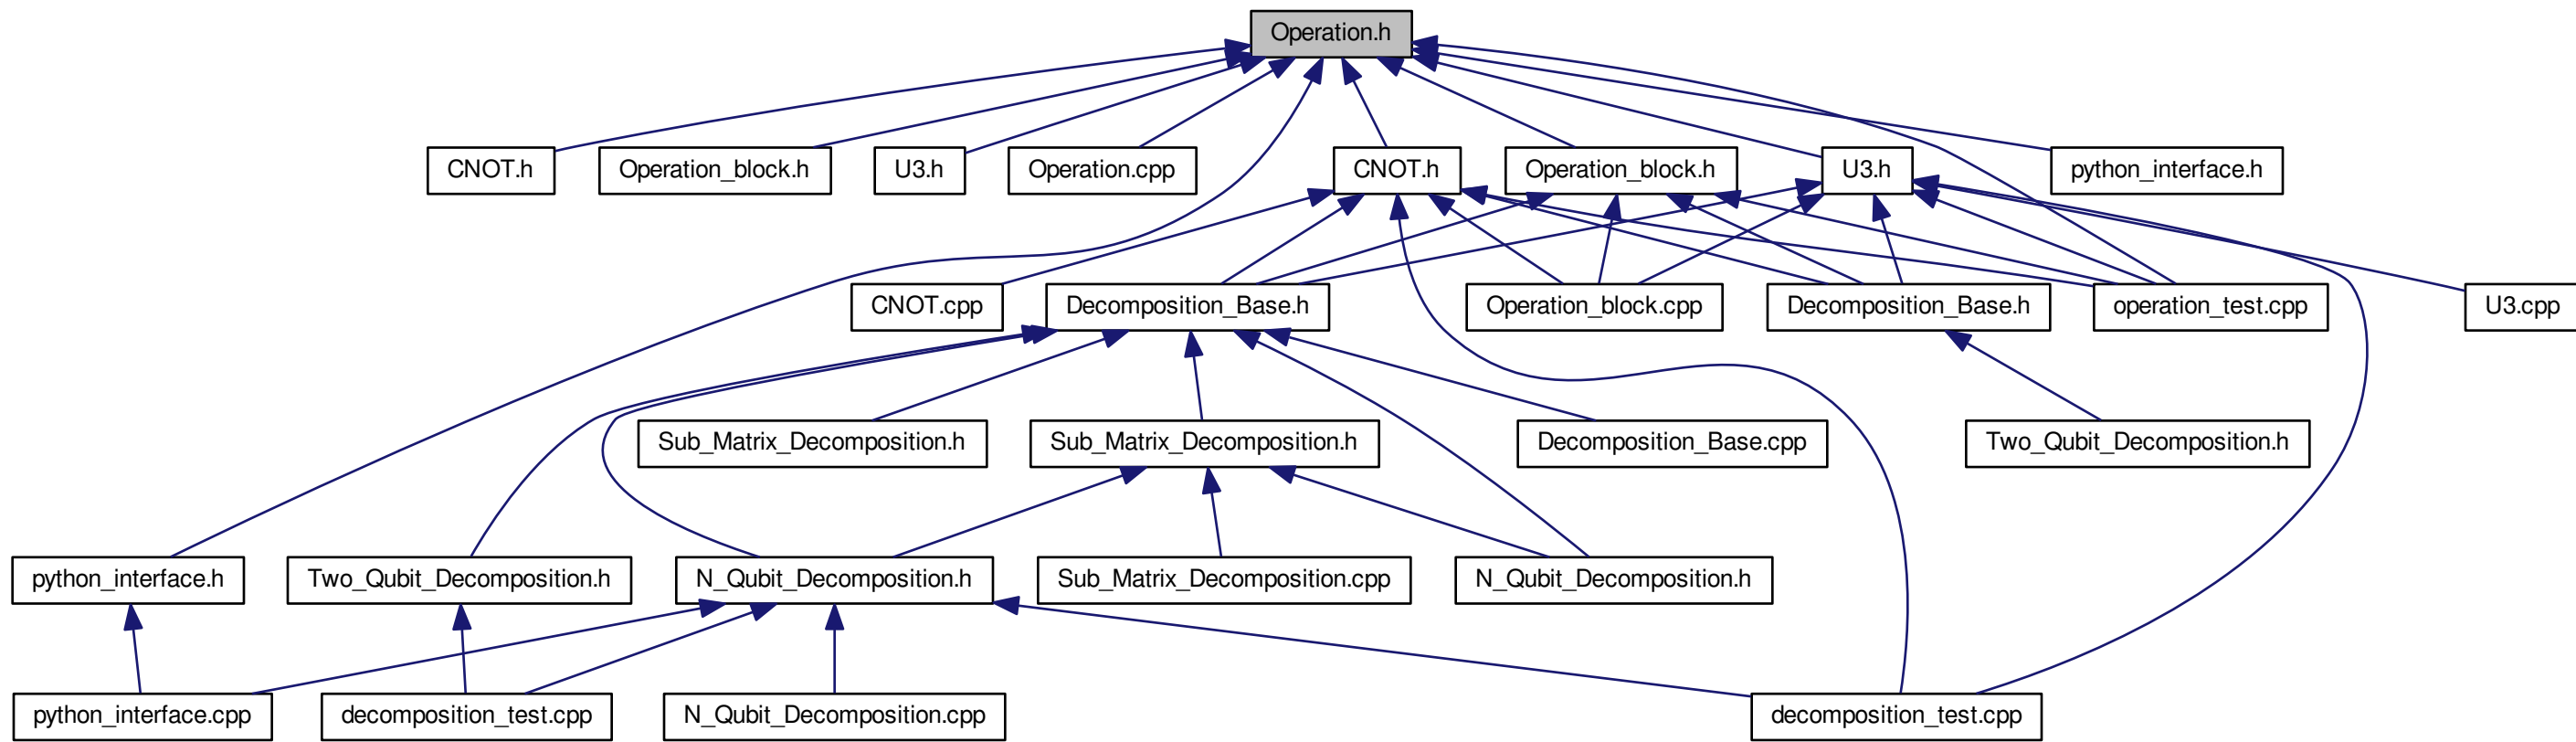 Operation.h
CNOT.h
Operation_block.h
U3.h
Operation.cpp
CNOT.h
Operation_block.h
U3.h
python_interface.h
CNOT.cpp
Decomposition_Base.h
Operation_block.cpp
Decomposition_Base.h
operation_test.cpp
U3.cpp
Sub_Matrix_Decomposition.h
Sub_Matrix_Decomposition.h
Decomposition_Base.cpp
Two_Qubit_Decomposition.h
python_interface.h
Two_Qubit_Decomposition.h
N_Qubit_Decomposition.h
Sub_Matrix_Decomposition.cpp
N_Qubit_Decomposition.h
python_interface.cpp
decomposition_test.cpp
N_Qubit_Decomposition.cpp
decomposition_test.cpp